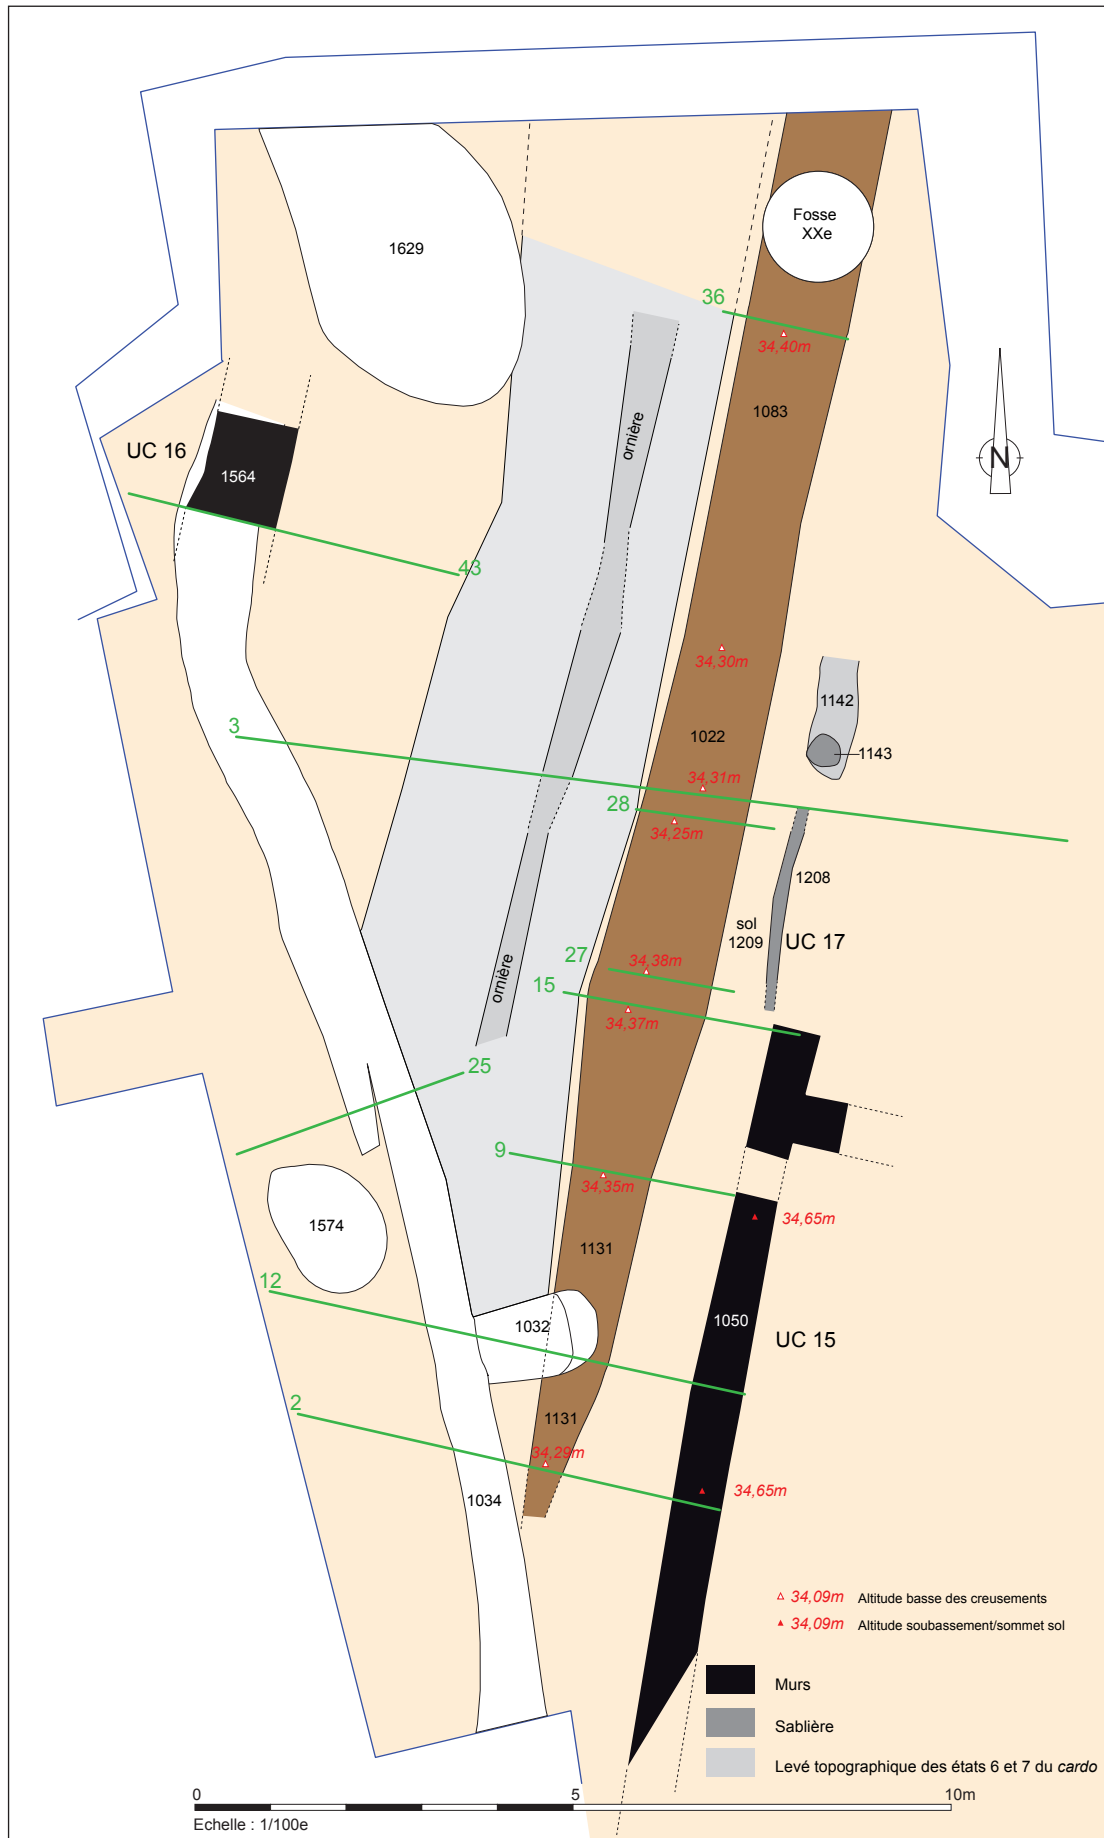 Fosse
XXe
1629
36
34,40m
1083
ornière
N
UC 16
1564
43
34,30m
1142
3
1022
1143
34,31m
28
34,25m
1208
sol
1209
UC 17
27
34,38m
15
ornière
34,37m
25
9
34,35m
34,65m
1574
1131
12
1032
1050
UC 15
2
1131
34,29m
34,65m
1034
34,09m Altitude basse des creusements
34,09m Altitude soubassement/sommet sol
Murs
Sablière
Levé topographique des états 6 et 7 du cardo
0 5 10m
Echelle : 1/100e